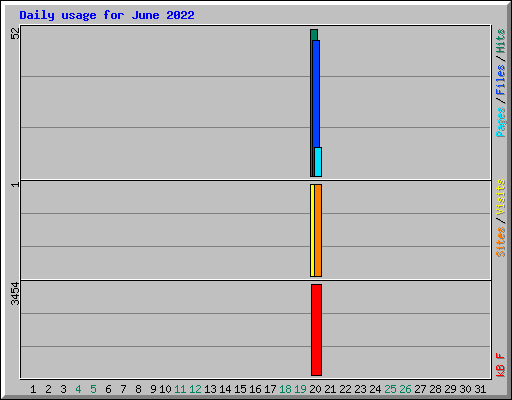 Daily usage for June 2022
52
1
3454
Pages / Files / Hits
Sites / Visits
kB F
1 2 3 4 5 6 7 8 9 10 11 12 13 14 15 16 17 18 19 20 21 22 23 24 25 26 27 28 29 30 31